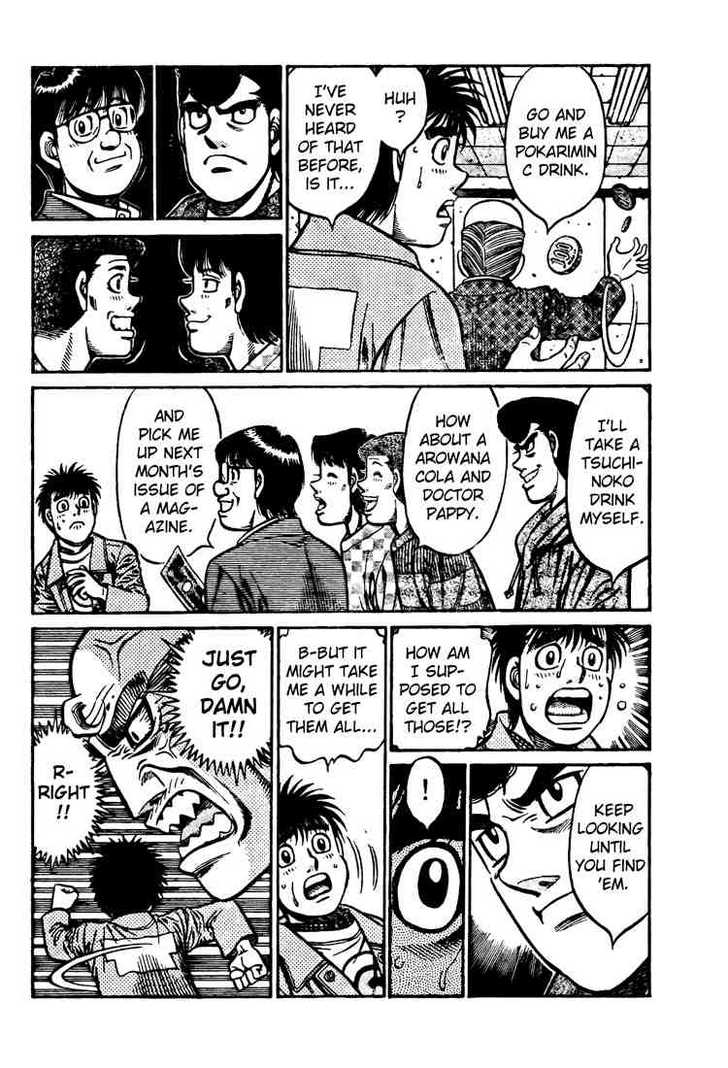 GO AND
BUY ME A
POKARIMIN
C DRINK.
HUH
?
I'VE
NEVER
HEARD
OF THAT
BEFORE,
IS IT...
I'LL
TAKE A
TSUCHI-
NOKO
DRINK
MYSELF.
HOW
ABOUT A
AROWANA
COLA AND
DOCTOR
PAPPY.
AND
PICK ME
UP NEXT
MONTH'S
ISSUE OF
A MAG-
AZINE.
HOW AM
I SUP-
POSED TO
GET ALL
THOSE!?
KEEP
LOOKING
UNTIL
YOU FIND
'EM.
!
B-BUT IT
MIGHT TAKE
ME A WHILE
TO GET
THEM ALL...
JUST
GO,
DAMN
IT!!
R-
RIGHT
!!